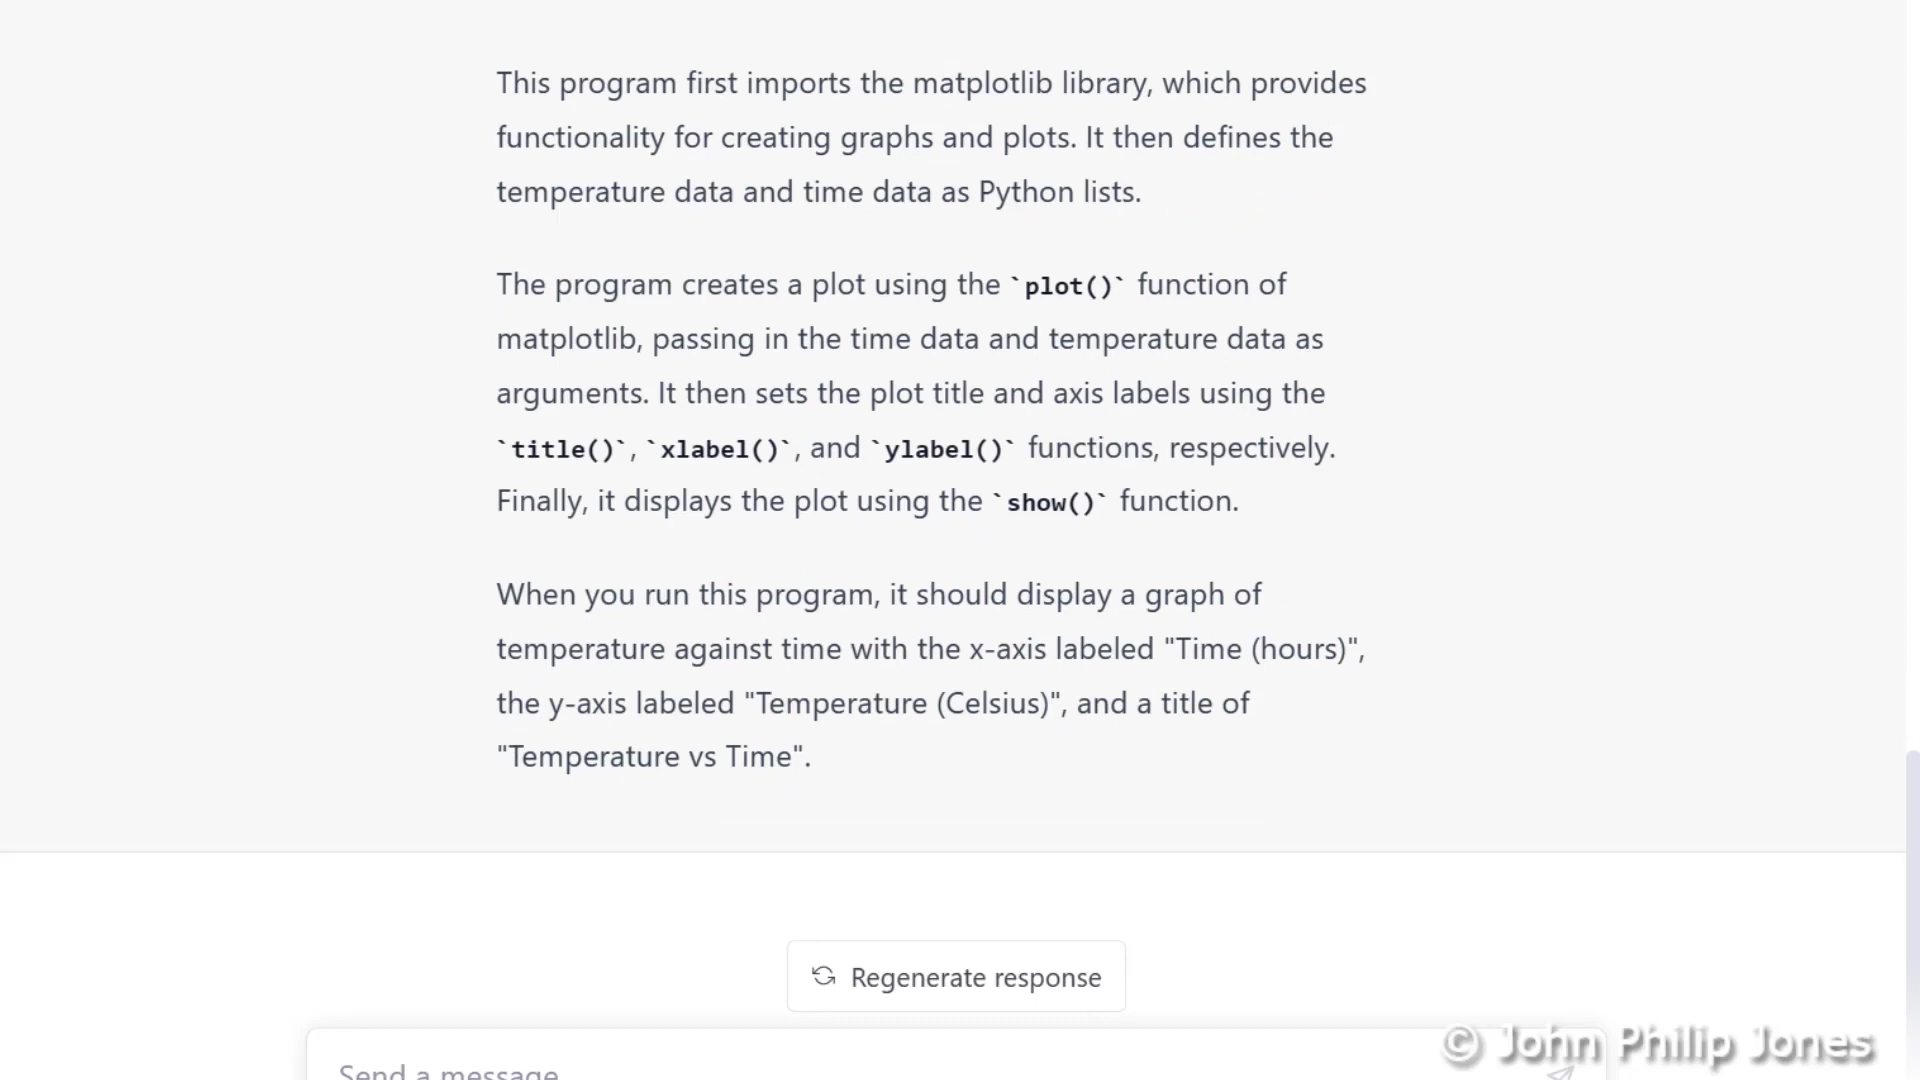 This program first imports the matplotlib library, which provides
functionality for creating graphs and plots. It then defines the
temperature data and time data as Python lists.
The program creates a plot using the `plot()` function of
matplotlib, passing in the time data and temperature data as
arguments. It then sets the plot title and axis labels using the
`title()`, `xlabel()`, and `ylabel()` functions, respectively.
Finally, it displays the plot using the `show()` function.
When you run this program, it should display a graph of
temperature against time with the x-axis labeled "Time (hours)",
the y-axis labeled "Temperature (Celsius)", and a title of
"Temperature vs Time".
Regenerate response
Send a message
© John Philip Jones